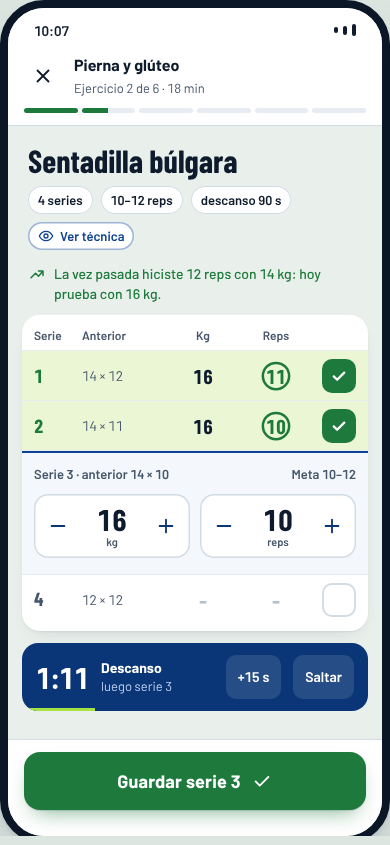 10:07
Pierna y glúteo
Ejercicio 2 de 6 · 18 min
Sentadilla búlgara
4 series
10–12 reps
descanso 90 s
Ver técnica
La vez pasada hiciste 12 reps con 14 kg: hoy
prueba con 16 kg.
Serie Anterior Kg Reps
1 14 × 12 16 11
2 14 × 11 16 10
Serie 3 · anterior 14 × 10 Meta 10–12
− 16 + − 10 +
kg reps
4 12 × 12 – –
1:11 Descanso +15 s Saltar
luego serie 3
Guardar serie 3